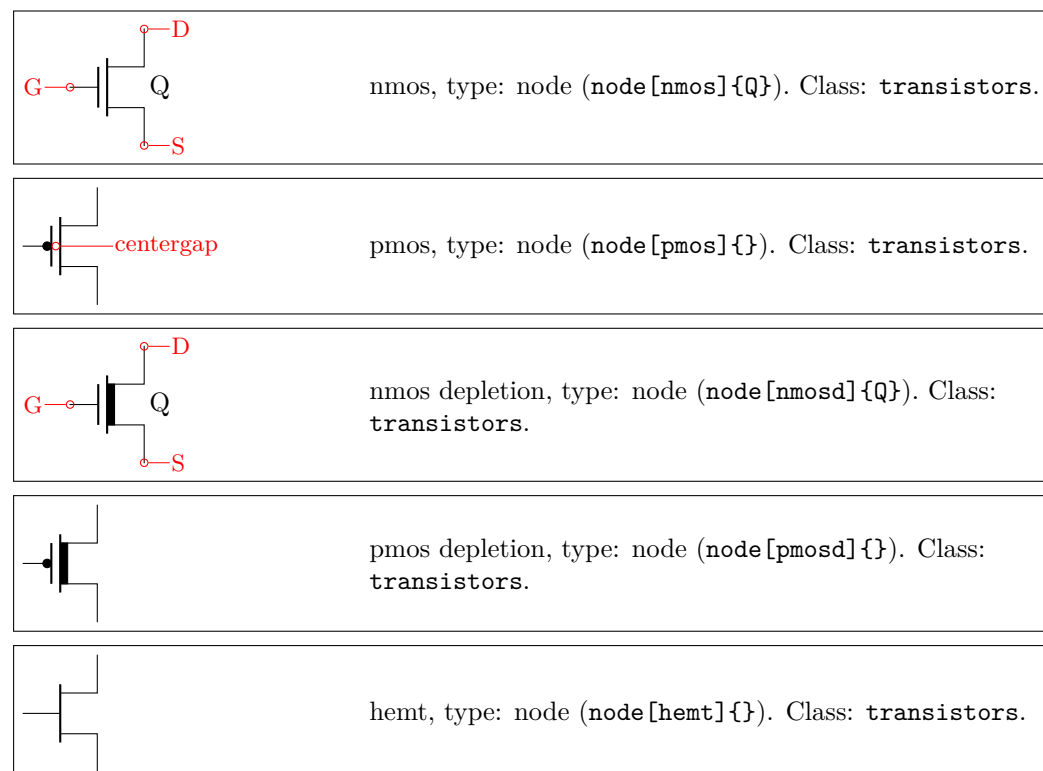 D
G Q nmos, type: node (node[nmos]{Q}). Class: transistors.
S
centergap pmos, type: node (node[pmos]{}). Class: transistors.
D
G Q nmos depletion, type: node (node[nmosd]{Q}). Class:
transistors.
S
pmos depletion, type: node (node[pmosd]{}). Class:
transistors.
hemt, type: node (node[hemt]{}). Class: transistors.